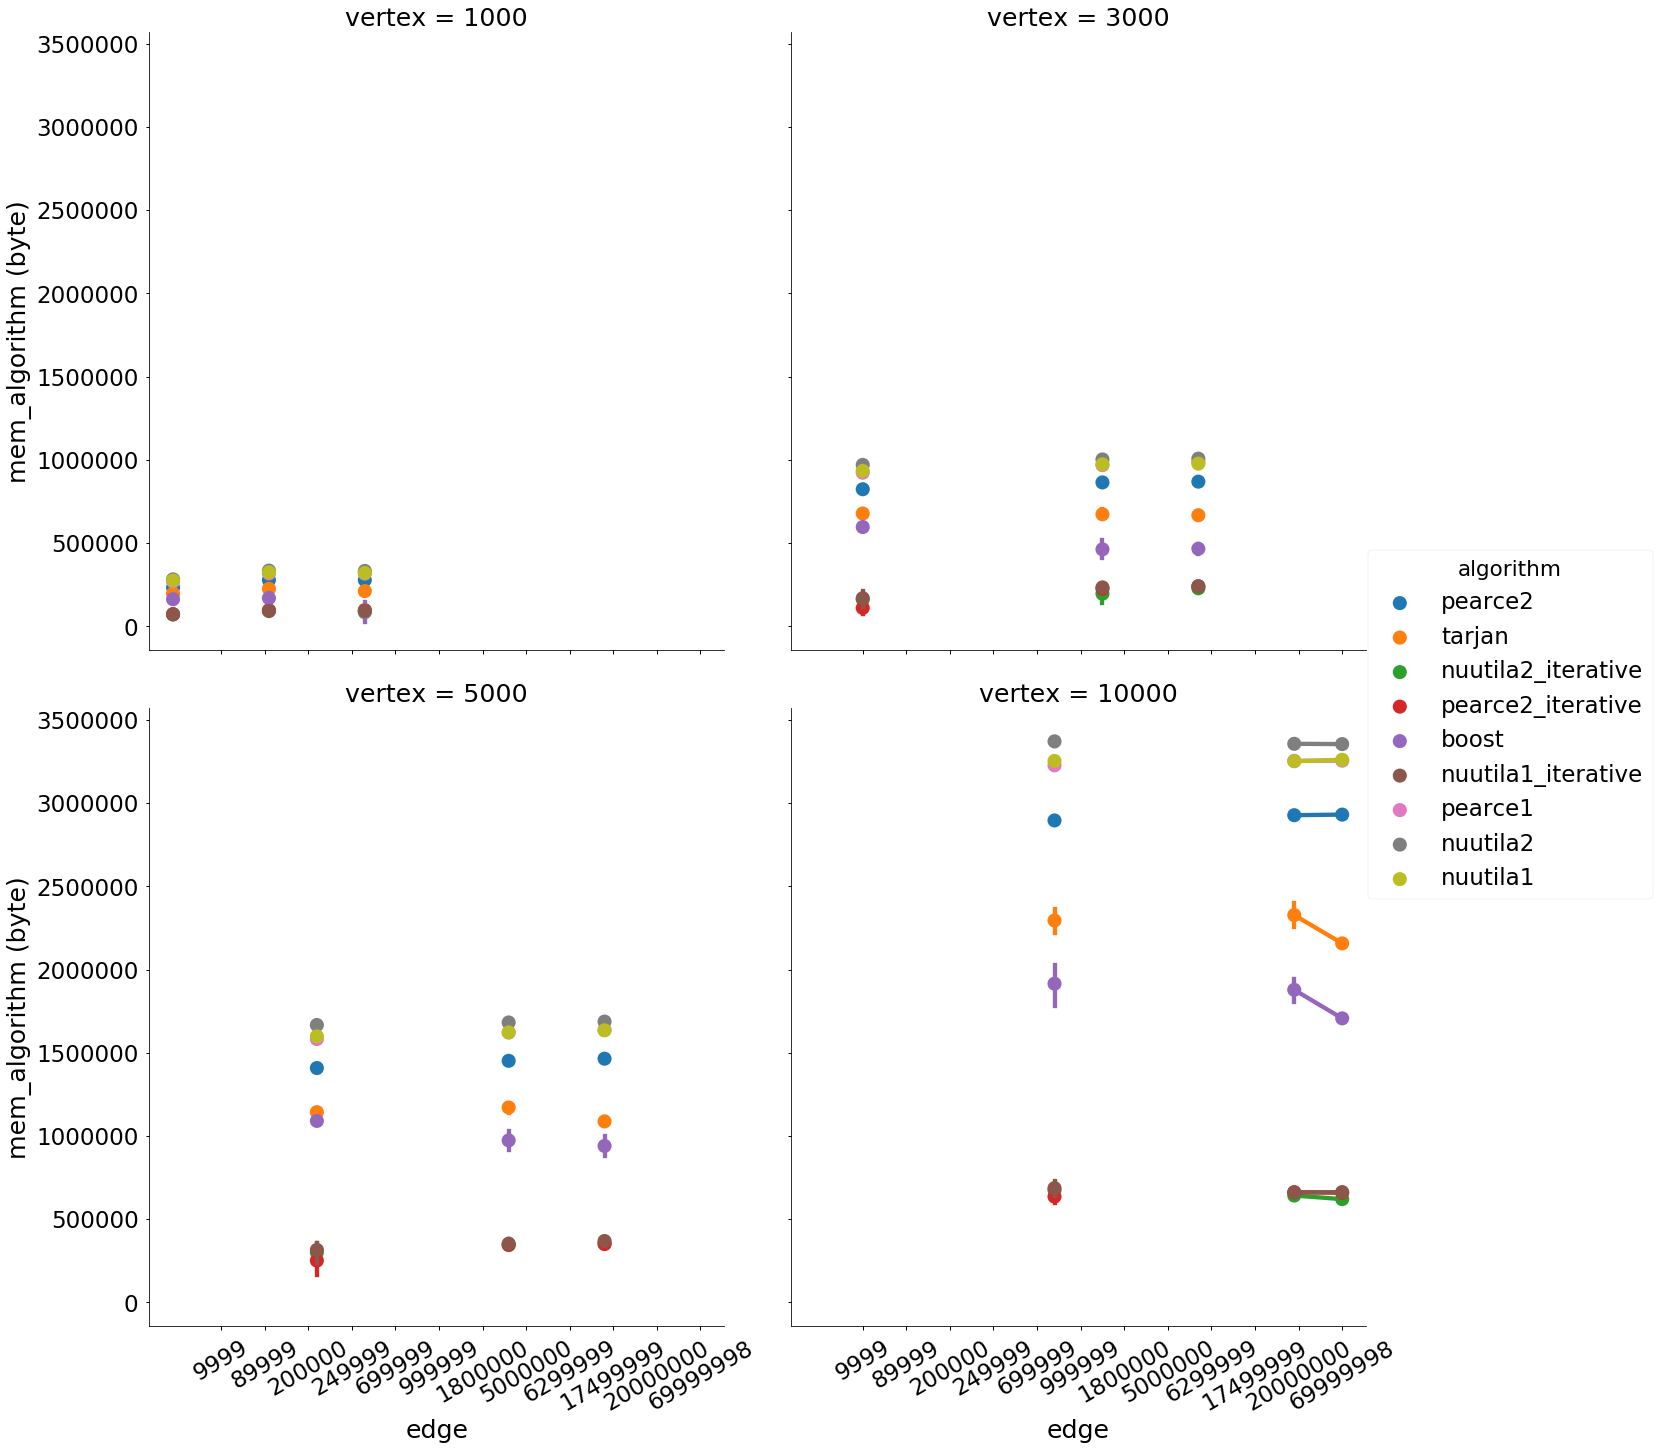 vertex = 1000
vertex = 3000
3500000
3000000
2500000
2000000
1500000
1000000
500000
0
mem_algorithm (byte)
algorithm
pearce2
tarjan
nuutila2_iterative
pearce2_iterative
boost
nuutila1_iterative
pearce1
nuutila2
nuutila1
vertex = 5000
vertex = 10000
3500000
3000000
2500000
2000000
1500000
1000000
500000
0
mem_algorithm (byte)
9999
89999
200000
249999
699999
999999
1800000
5000000
6299999
17499999
20000000
69999998
edge
9999
89999
200000
249999
699999
999999
1800000
5000000
6299999
17499999
20000000
69999998
edge